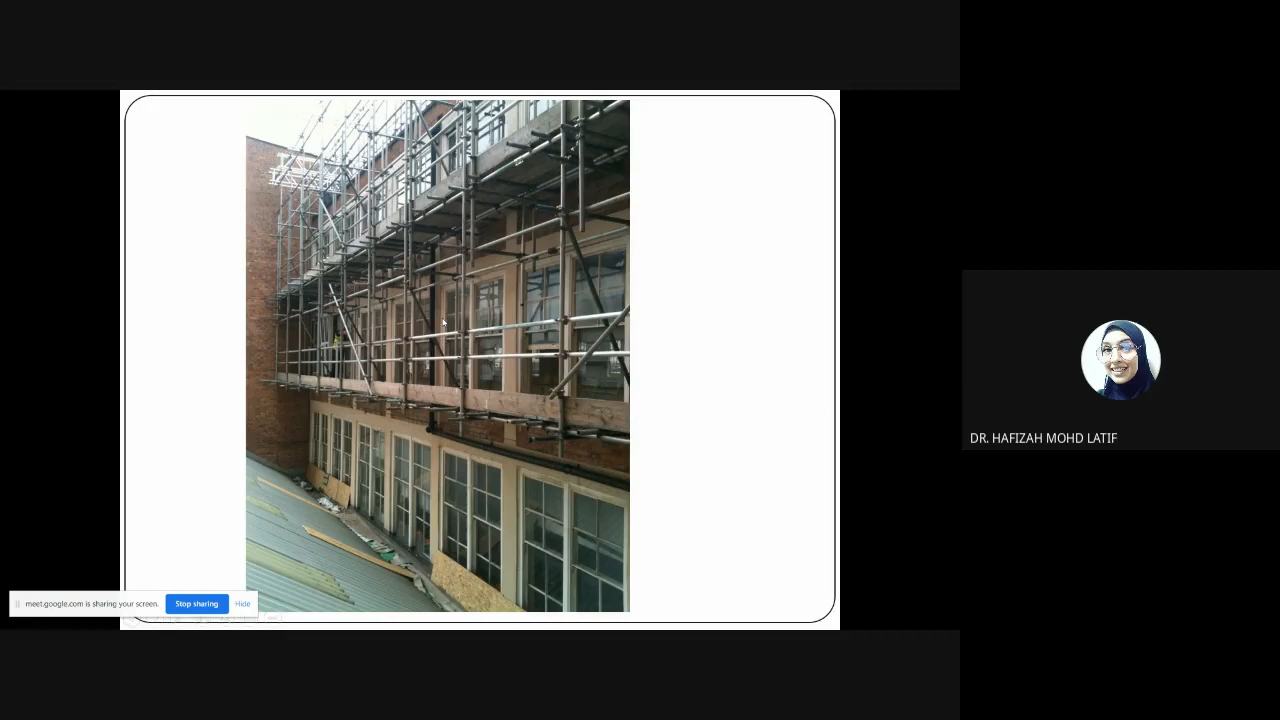 DR. HAFIZAH MOHD LATIF
meet.google.com is sharing your screen.
Stop sharing
Hide